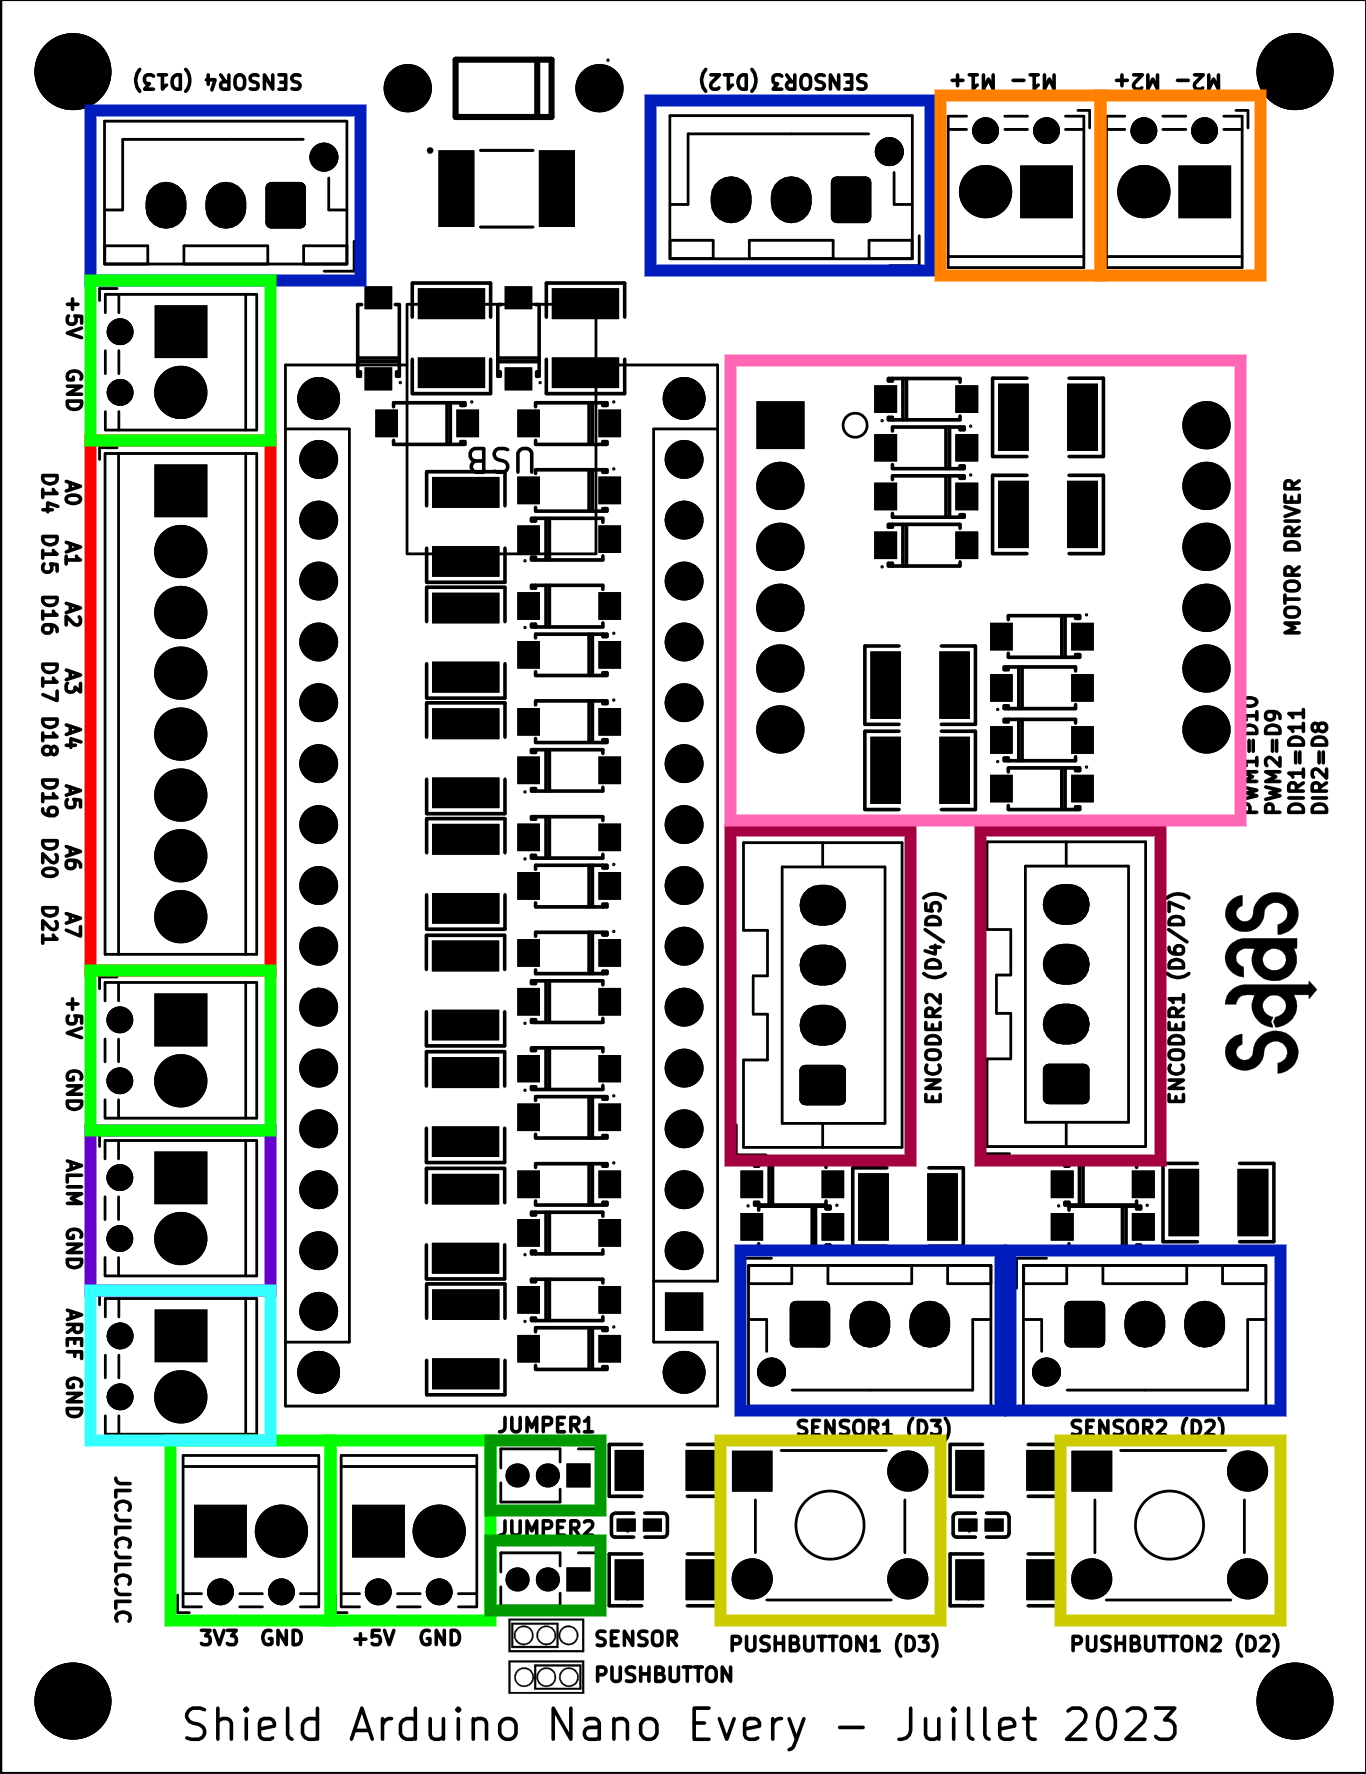 SENSOR4 (D13)
SENSOR3 (D12)
M1+ M1-
M2+ M2-
+5V GND
USB
A0 A1 A2 A3 A4 A5 A6 A7
D14 D15 D16 D17 D18 D19 D20 D21
MOTOR DRIVER
PWM1=D10
PWM2=D9
DIR1=D11
DIR2=D8
+5V GND
ENCODER2 (D4/D5)
ENCODER1 (D6/D7)
ALIM GND
AREF GND
SENSOR1 (D3)
SENSOR2 (D2)
JUMPER1
JUMPER2
JLCJLCJLCJLC
3V3 GND
+5V GND
SENSOR
PUSHBUTTON
PUSHBUTTON1 (D3)
PUSHBUTTON2 (D2)
Shield Arduino Nano Every - Juillet 2023